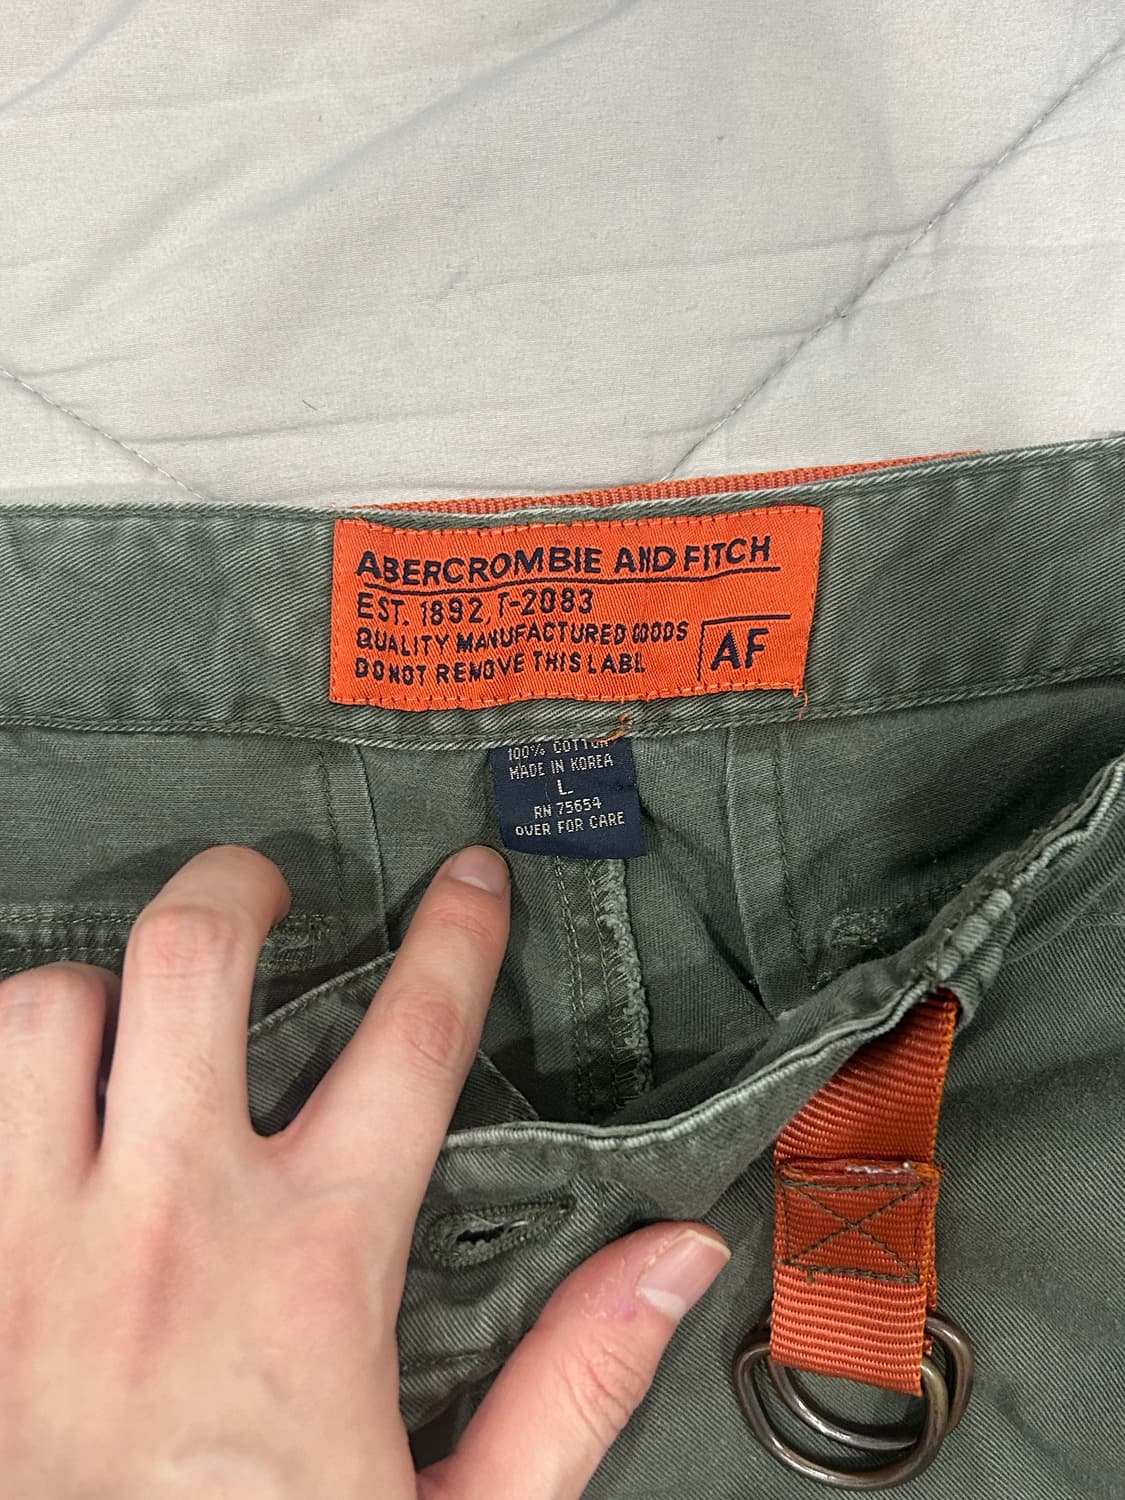 ABERCROMBIE AND FITCH
EST. 1892, T-2083
QUALITY MANUFACTURED GOODS
DO NOT REMOVE THIS LABL
AF
100% COTTON
MADE IN KOREA
L
RN 75654
OVER FOR CARE